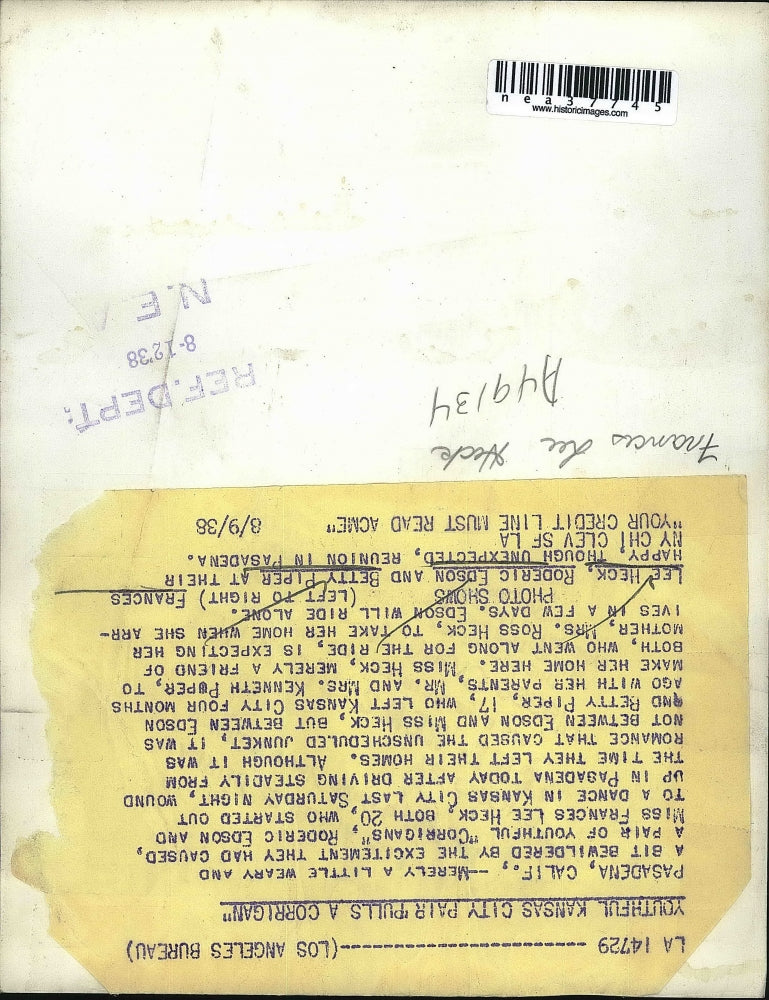 nea37745
www.historicimages.com
N.E
8-12'38
REF. DEPT:
A49134
Frances Lee Heck
LA 14729 ---------------------------(LOS ANGELES BUREAU)
YOUTHFUL KANSAS CITY PAIR "PULLS A CORRIGAN"
PASADENA, CALIF., --MERELY A LITTLE WEARY AND
A BIT BEWILDERED BY THE EXCITEMENT THEY HAD CAUSED,
A PAIR OF YOUTHFUL "CORRIGANS", RODERIC EDSON AND
MISS FRANCES LEE HECK, BOTH 20, WHO STARTED OUT
TO A DANCE IN KANSAS CITY LAST SATURDAY NIGHT, WOUND
UP IN PASADENA TODAY AFTER DRIVING STEADILY FROM
THE TIME THEY LEFT THEIR HOMES. ALTHOUGH IT WAS
ROMANCE THAT CAUSED THE UNSCHEDULED JUNKET, IT WAS
NOT BETWEEN EDSON AND MISS HECK, BUT BETWEEN EDSON
AND BETTY PIPER, 17, WHO LEFT KANSAS CITY FOUR MONTHS
AGO WITH HER PARENTS, MR. AND MRS. KENNETH PIPER, TO
MAKE HER HOME HERE. MISS HECK, MERELY A FRIEND OF
BOTH, WHO WENT ALONG FOR THE RIDE, IS EXPECTING HER
MOTHER, MRS. ROSS HECK, TO TAKE HER HOME WHEN SHE ARR-
IVES IN A FEW DAYS. EDSON WILL RIDE ALONE.
PHOTO SHOWS (LEFT TO RIGHT) FRANCES
LEE HECK, RODERIC EDSON AND BETTY PIPER AT THEIR
HAPPY, THOUGH UNEXPECTED, REUNION IN PASADENA.
NY CHI CLEV SF LA
"YOUR CREDIT LINE MUST READ ACME" 8/9/38